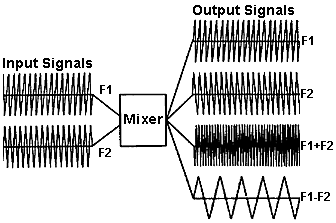 Output Signals
Input Signals
F1
F1
F2
Mixer
F2
F1+F2
F1-F2